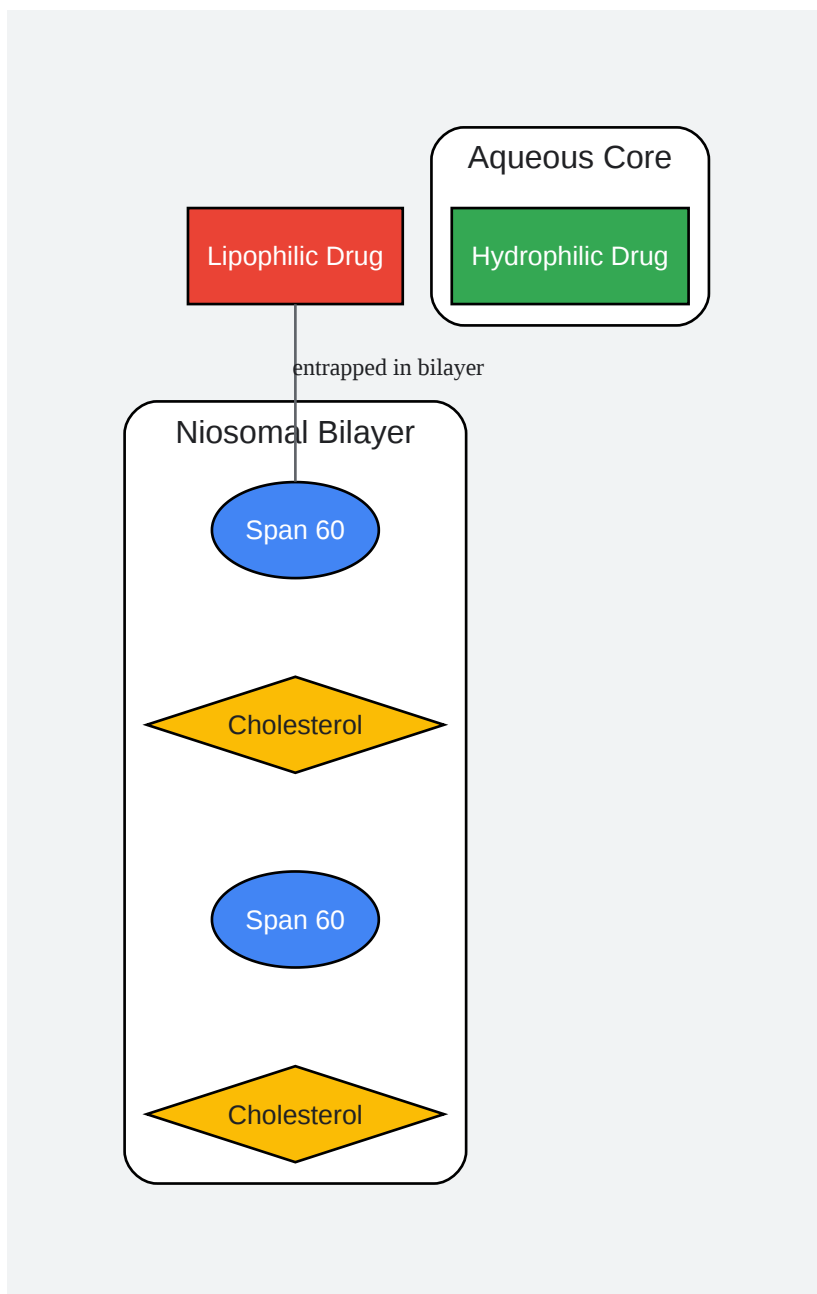 Aqueous Core
Lipophilic Drug
Hydrophilic Drug
entrapped in bilayer
Niosomal Bilayer
Span 60
Cholesterol
Span 60
Cholesterol